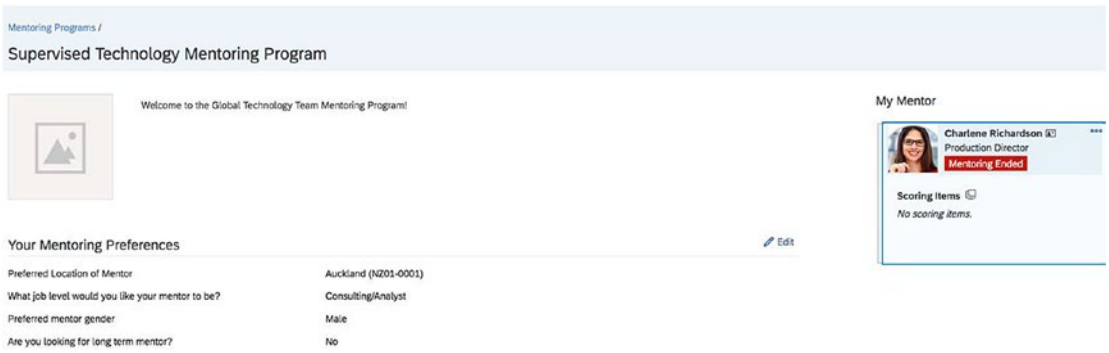 Mentoring Programs /
Supervised Technology Mentoring Program
Welcome to the Global Technology Team Mentoring Program!
Your Mentoring Preferences
Edit
Preferred Location of Mentor Auckland (NZ01-0001)
What job level would you like your mentor to be? Consulting/Analyst
Preferred mentor gender Male
Are you looking for long term mentor? No
My Mentor
Charlene Richardson
Production Director
Mentoring Ended
Scoring Items
No scoring items.